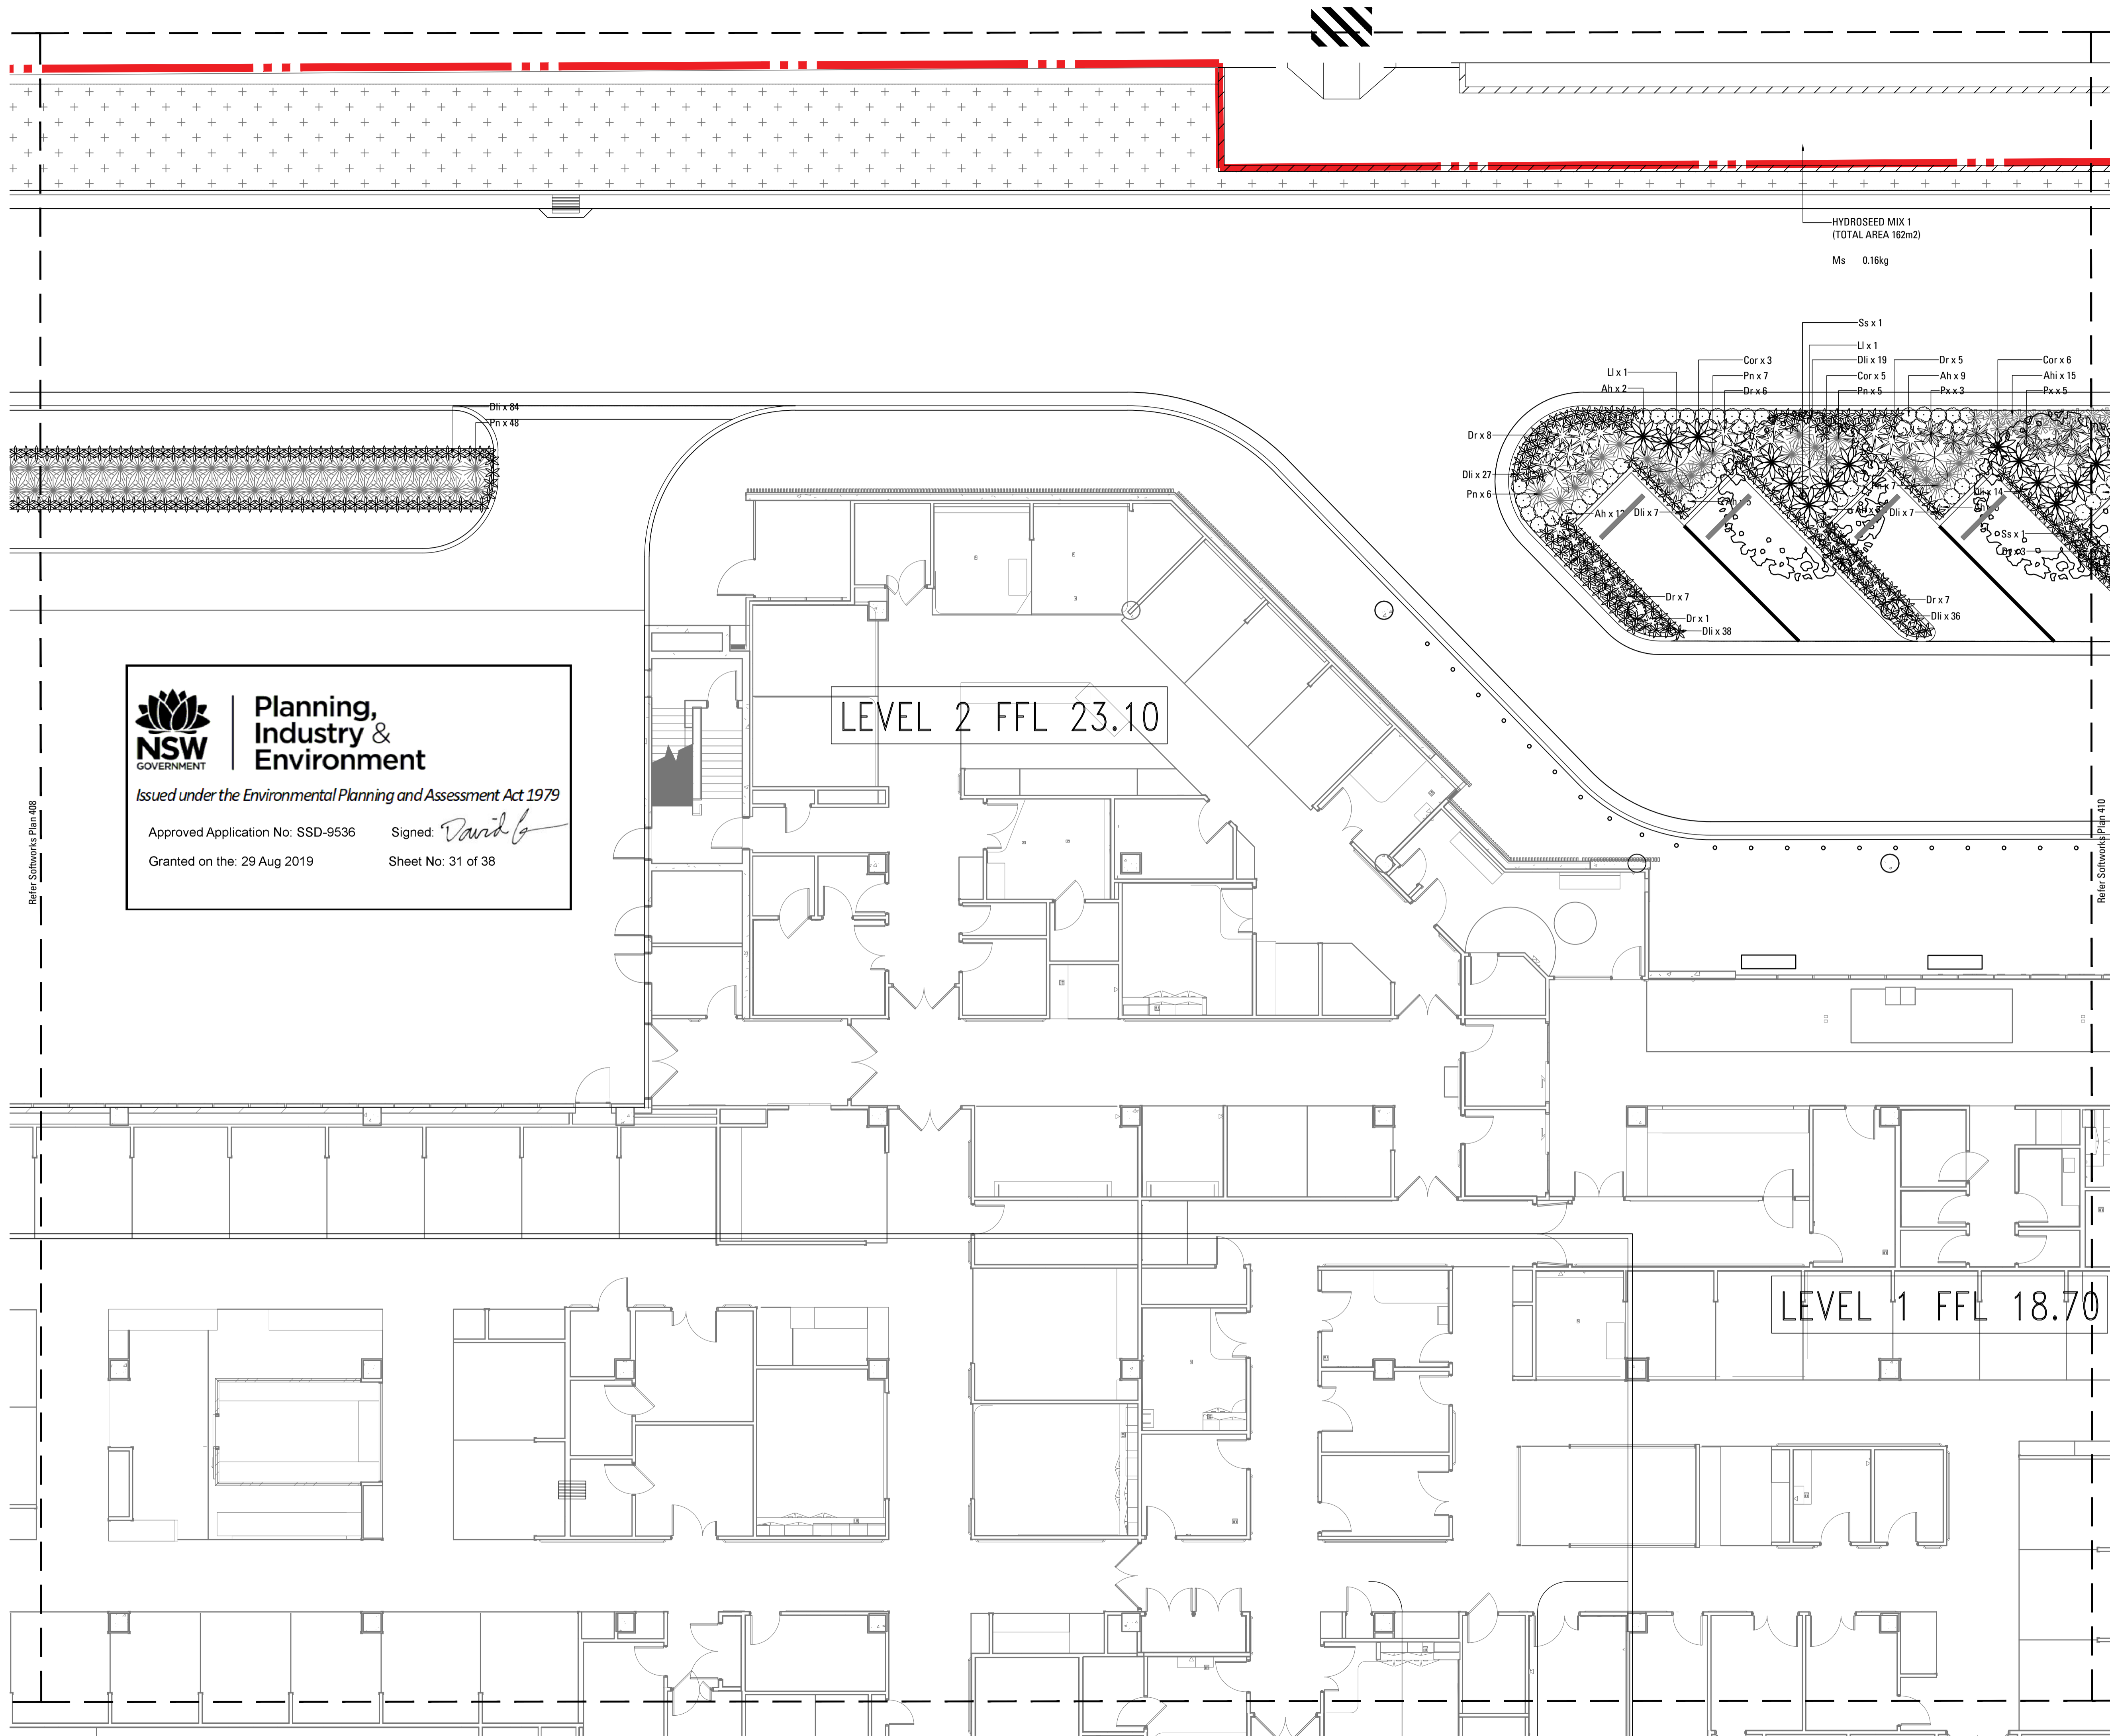 HYDROSEED MIX 1
(TOTAL AREA 162m2)
Ms 0.16kg
Ss x 1
Ll x 1
Dli x 19
Cor x 5
Pn x 5
Cor x 3
Pn x 7
Dr x 6
Dr x 5
Ah x 9
Px x 3
Cor x 6
Ahi x 15
Px x 5
Ll x 1
Ah x 2
Dr x 8
Dli x 27
Pn x 6
Dli x 7
Dli x 7
Dli x 14
Ss x 1
Dr x 7
Dr x 1
Dli x 38
Dr x 7
Dli x 36
Dli x 84
Pn x 48
LEVEL 2 FFL 23.10
NSW
GOVERNMENT
Planning,
Industry &
Environment
Issued under the Environmental Planning and Assessment Act 1979
Approved Application No: SSD-9536 Signed:
Granted on the: 29 Aug 2019 Sheet No: 31 of 38
Refer Softworks Plan 408
Refer Softworks Plan 410
LEVEL 1 FFL 18.70